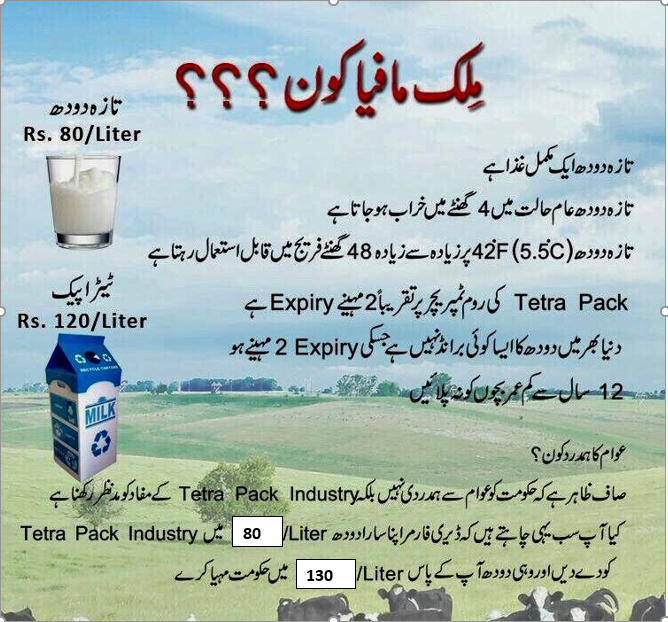 مِلک مافیا کون ؟؟؟
تازہ دودھ
Rs. 80/Liter
تازہ دودھ ایک مکمل غذا ہے
تازہ دودھ عام حالت میں 4 گھنٹے میں خراب ہو جاتا ہے
تازہ دودھ 42°F (5.5°C) پر زیادہ سے زیادہ 48 گھنٹے فریج میں قابل استعمال رہتا ہے
ٹیٹرا پیک
Rs. 120/Liter
Tetra Pack کی روم ٹمپریچر پر تقریباً 2 مہینے Expiry ہے
دنیا بھر میں دودھ کا ایسا کوئی برانڈ نہیں ہے جسکی Expiry 2 مہینے ہو
12 سال سے کم عمر بچوں کو نہ پلائیں
RECYCLE CARTONS
MILK
عوام کا ہمدرد کون ؟
صاف ظاہر ہے کہ حکومت کو عوام سے ہمدردی نہیں بلکہ Tetra Pack Industry کے مفاد کو مدنظر رکھنا ہے
کیا آپ سب یہی چاہتے ہیں کہ ڈیری فارمر اپنا سارا دودھ 80 /Liter میں Tetra Pack Industry
کو دے دیں اور وہی دودھ آپ کے پاس 130 /Liter میں حکومت مہیا کرے